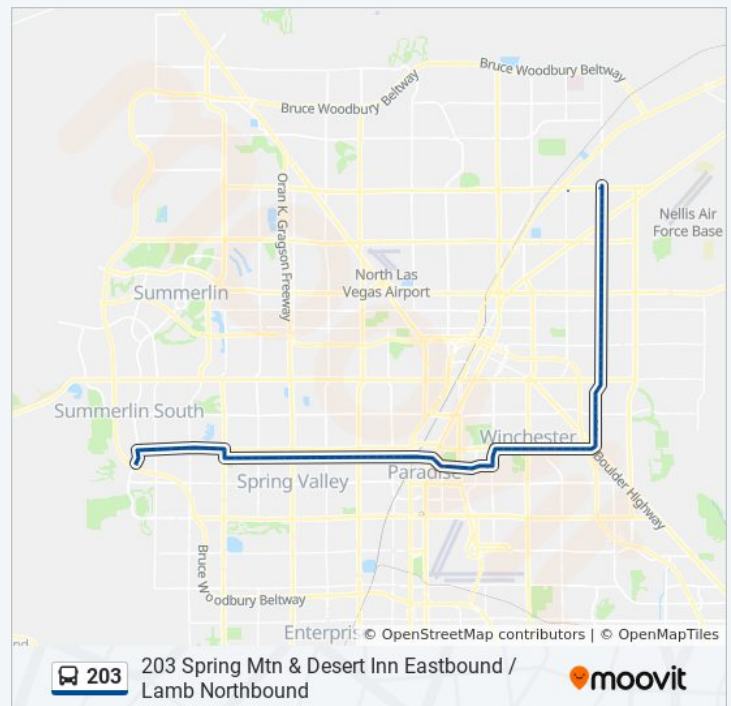 Bruce Woodbury Beltway
Bruce Woodbury Beltway
Oran K. Gragson Freeway
Nellis Air
Force Base
North Las
Vegas Airport
Summerlin
Summerlin South
Winchester
Paradise
Spring Valley
Boulder Highway
Bruce Woodbury Beltway
Enterpris
© OpenStreetMap contributors | © OpenMapTiles
203
203 Spring Mtn & Desert Inn Eastbound /
Lamb Northbound
moovit